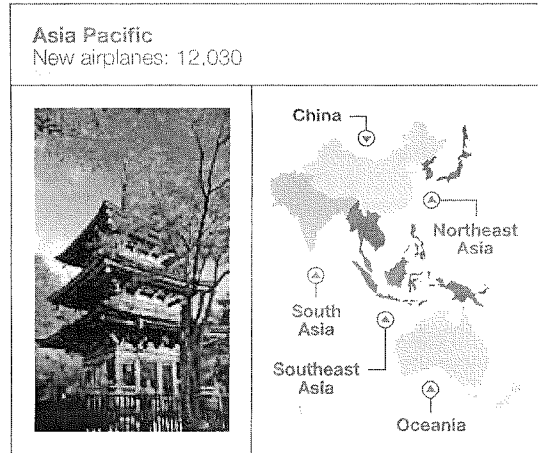 Asia Pacific
New airplanes: 12,030
China
Northeast
Asia
South
Asia
Southeast
Asia
Oceania